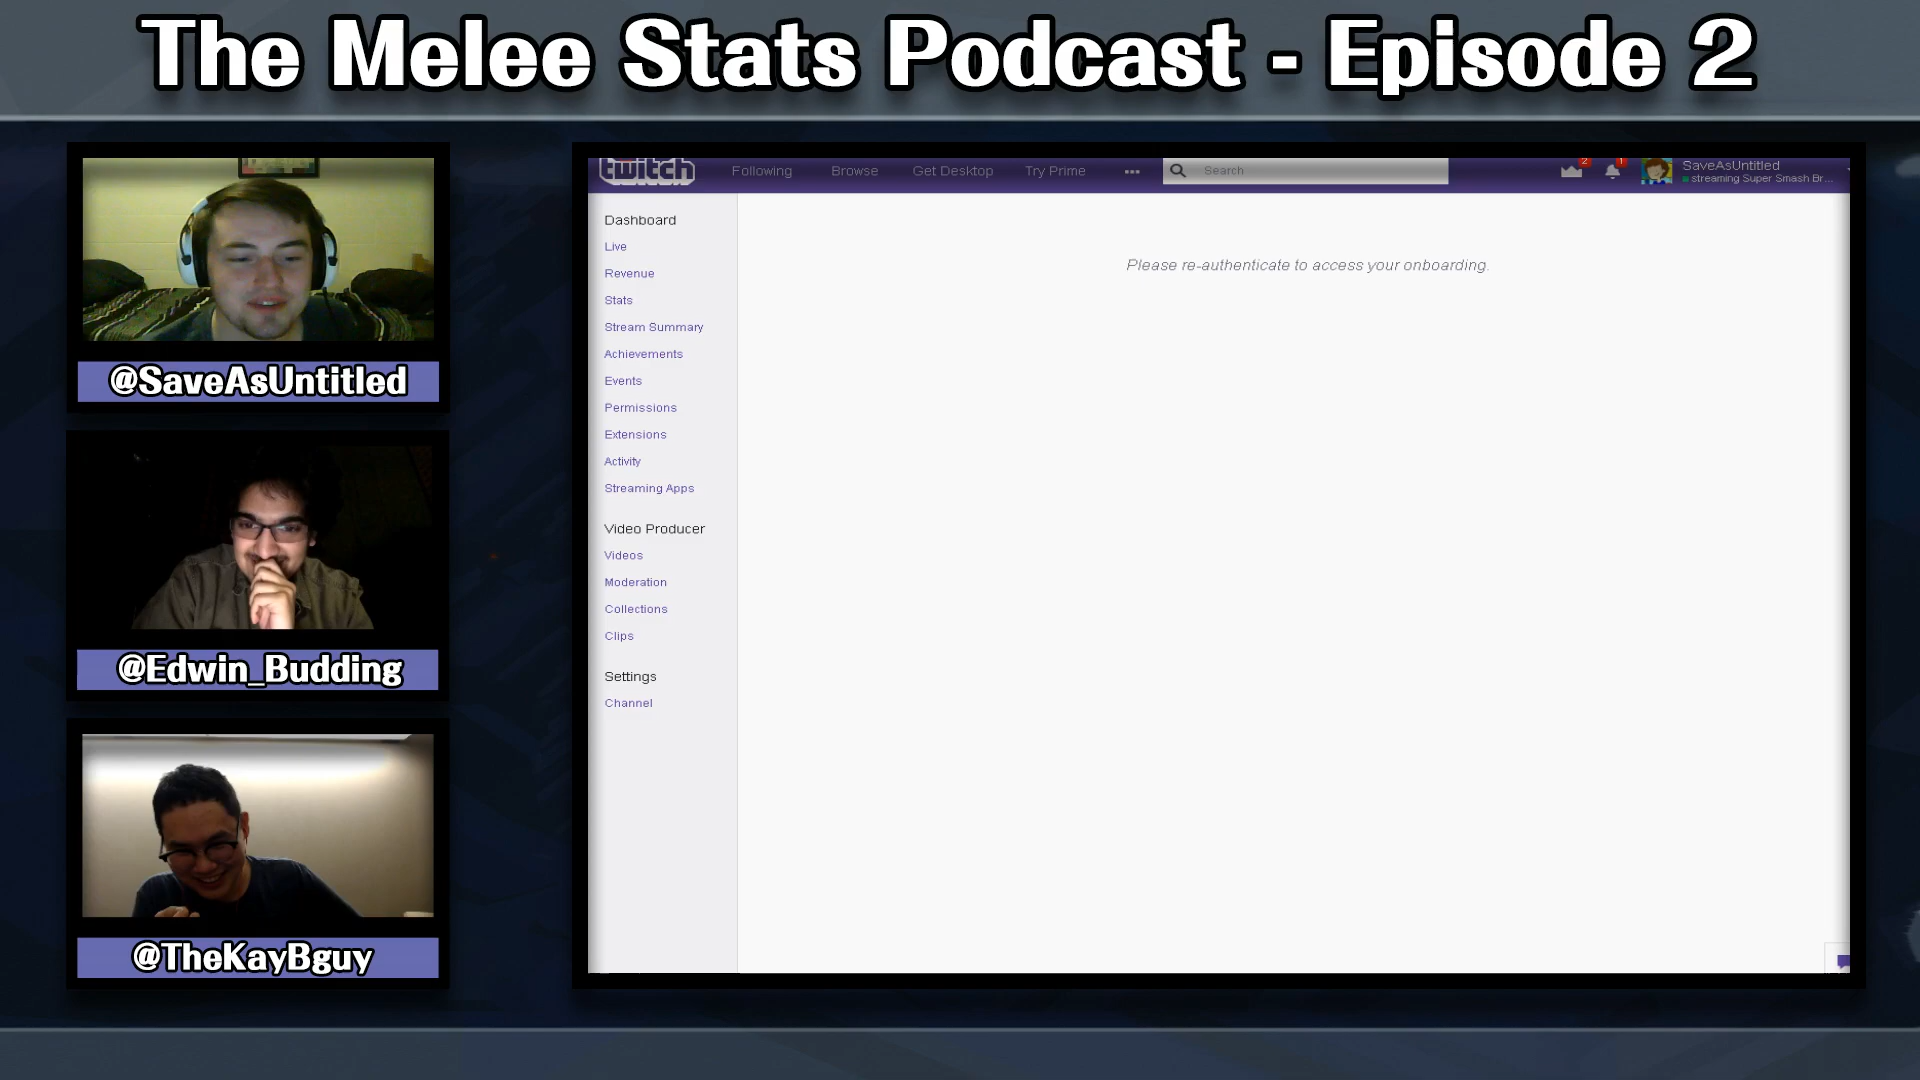 The Melee Stats Podcast - Episode 2
@SaveAsUntitled
@Edwin_Budding
@TheKayBguy
twitch
Following
Browse
Get Desktop
Try Prime
Search
2
1
SaveAsUntitled
streaming Super Smash Br...
Dashboard
Live
Revenue
Stats
Stream Summary
Achievements
Events
Permissions
Extensions
Activity
Streaming Apps
Video Producer
Videos
Moderation
Collections
Clips
Settings
Channel
Please re-authenticate to access your onboarding.